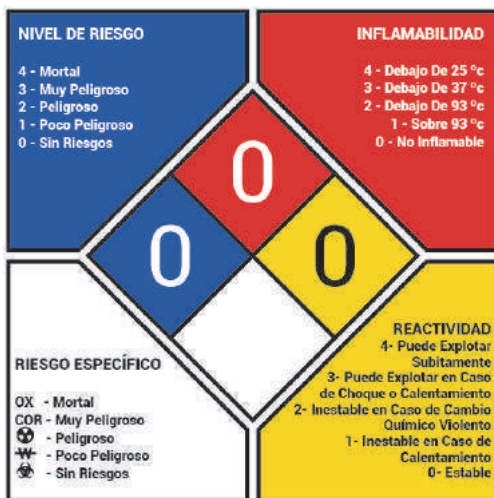 NIVEL DE RIESGO
4 - Mortal
3 - Muy Peligroso
2 - Peligroso
1 - Poco Peligroso
0 - Sin Riesgos
INFLAMABILIDAD
4 - Debajo De 25 ºc
3 - Debajo De 37 ºc
2 - Debajo De 93 ºc
1 - Sobre 93 ºc
0 - No Inflamable
0
0
0
RIESGO ESPECÍFICO
OX - Mortal
COR - Muy Peligroso
- Peligroso
W - Poco Peligroso
- Sin Riesgos
REACTIVIDAD
4- Puede Explotar
Subitamente
3- Puede Explotar en Caso
de Choque o Calentamiento
2- Inestable en Caso de Cambio
Químico Violento
1- Inestable en Caso de
Calentamiento
0- Estable